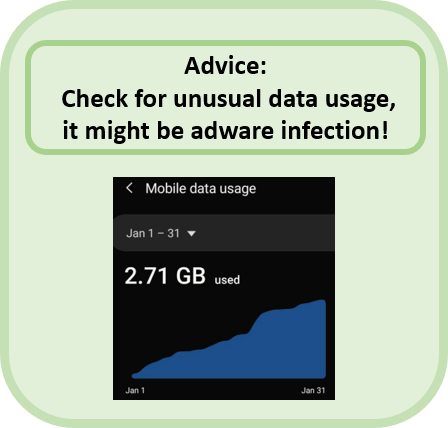 Advice:
Check for unusual data usage,
it might be adware infection!
Mobile data usage
Jan 1 – 31
2.71 GB used
Jan 1 Jan 31